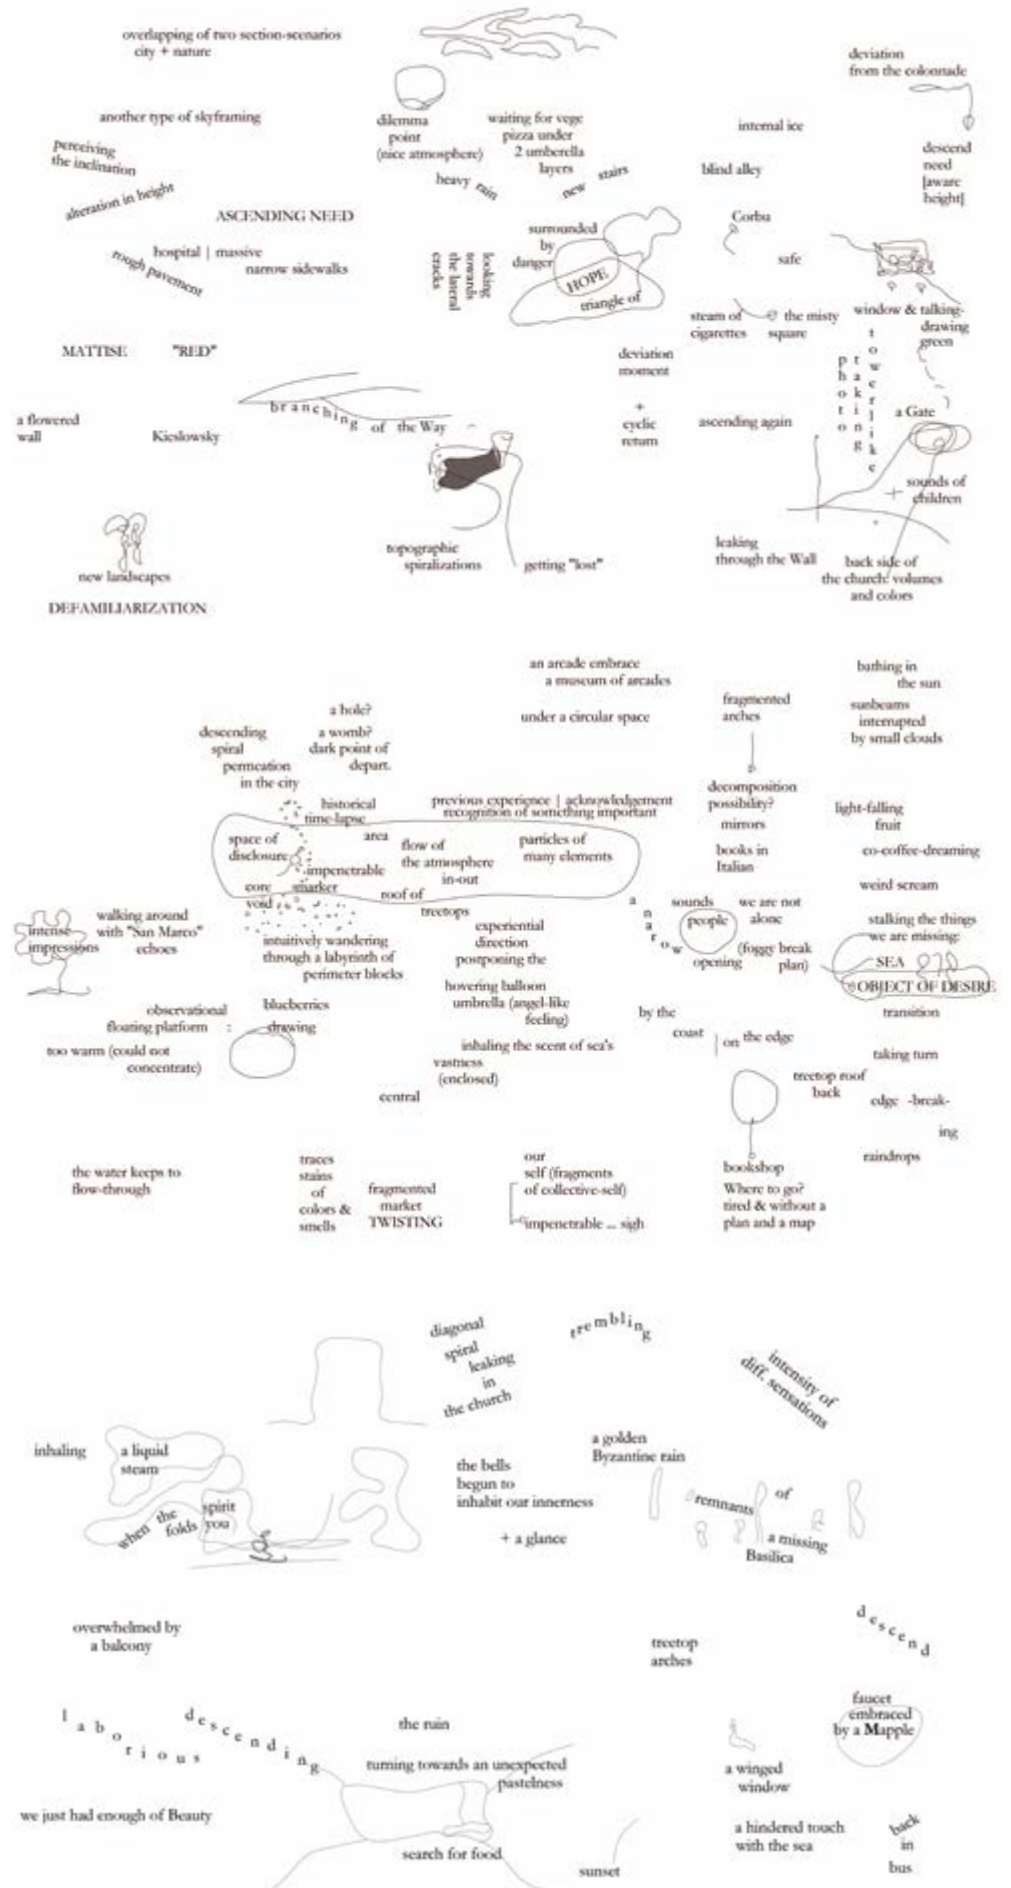 overlapping of two section-scenarios
city + nature
deviation
from the colonnade
another type of skyframing
dilemma
point
(nice atmosphere)
waiting for vege
pizza under
2 umberella
layers
internal ice
perceiving
the inclination
heavy rain
new stairs
blind alley
descend
need
[aware
height]
alteration in height
ASCENDING NEED
Corbu
surrounded
by
danger
HOPE
triangle of
hospital | massive
narrow sidewalks
rough pavement
looking
towards
the lateral
cracks
safe
steam of
cigarettes
the misty
square
window & talking-
drawing
green
towerlike
taking
photo
MATTISE
"RED"
deviation
moment
+
cyclic
return
branching of the Way
a flowered
wall
Kieslowsky
ascending again
a Gate
sounds of
children
topographic
spiralizations
getting "lost"
leaking
through the Wall
back side of
the church: volumes
and colors
new landscapes
DEFAMILIARIZATION
an arcade embrace
a museum of arcades
bathing in
the sun
a hole?
a womb?
dark point of
depart.
under a circular space
fragmented
arches
sunbeams
interrupted
by small clouds
descending
spiral
permeation
in the city
decomposition
possibility?
mirrors
books in
Italian
historical
time-lapse
area
previous experience | acknowledgement
recognition of something important
light-falling
fruit
space of
disclosure
impenetrable
core marker
void
flow of
the atmosphere
in-out
particles of
many elements
roof of
treetops
co-coffee-dreaming
weird scream
walking around
with "San Marco"
echoes
intense
impressions
intuitively wandering
through a labyrinth of
perimeter blocks
experiential
direction
postponing the
narow
opening
sounds
people
we are not
alone
(foggy break
plan)
stalking the things
we are missing:
SEA
OBJECT OF DESIRE
transition
hovering balloon
umbrella (angel-like
feeling)
observational
floating platform :
blueberries
drawing
by the
coast
on the edge
too warm (could not
concentrate)
inhaling the scent of sea's
vastness
(enclosed)
taking turn
treetop roof
back
edge -break-
ing
central
the water keeps to
flow-through
traces
stains
of
colors &
smells
fragmented
market
TWISTING
our
self (fragments
of collective-self)
impenetrable ... sigh
bookshop
Where to go?
tired & without a
plan and a map
raindrops
diagonal
spiral
leaking
in
the church
trembling
intensity of
diff. sensations
inhaling
a liquid
steam
the bells
begun to
inhabit our innerness
+ a glance
a golden
Byzantine rain
when the
folds
spirit
you
remnants
of
a missing
Basilica
overwhelmed by
a balcony
treetop
arches
descend
faucet
embraced
by a Mapple
laborious
descending
the ruin
turning towards an unexpected
pastelness
a winged
window
we just had enough of Beauty
a hindered touch
with the sea
back
in
bus
search for food
sunset